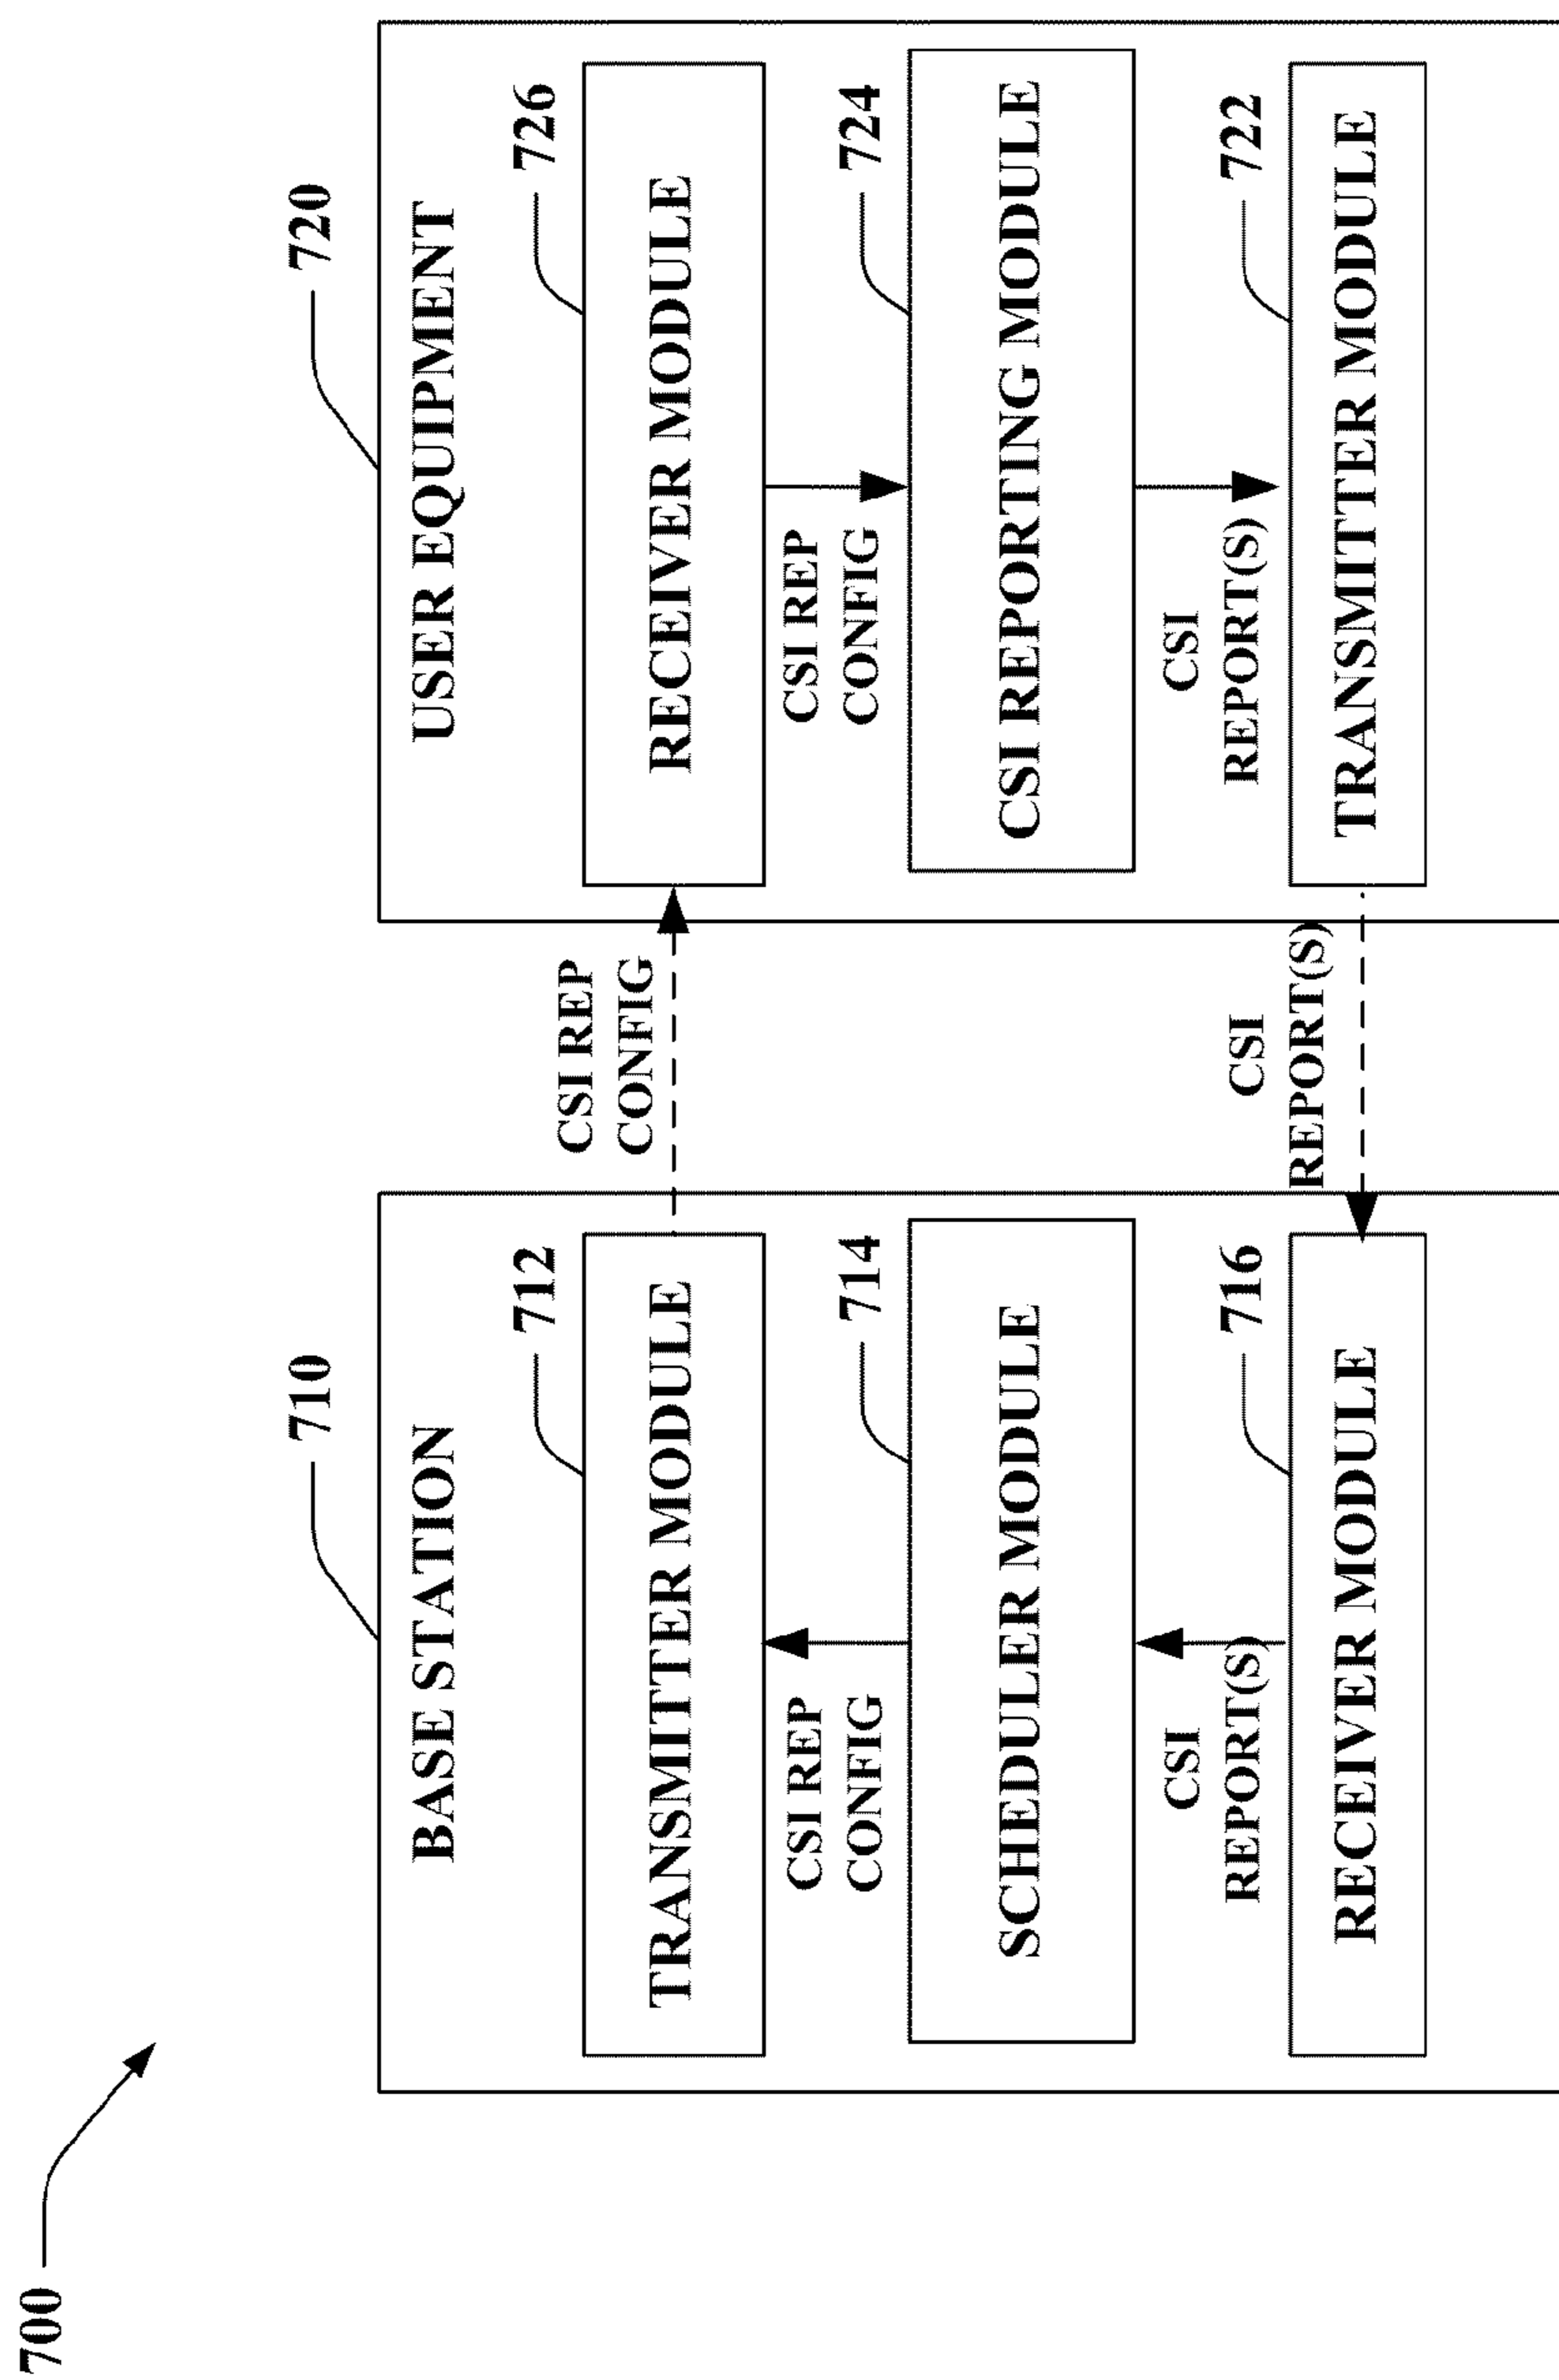 700
710
BASE STATION
712
TRANSMITTER MODULE
CSI REP
CONFIG
714
SCHEDULER MODULE
CSI
REPORT(S)
716
RECEIVER MODULE
CSI REP
CONFIG
CSI
REPORT(S)
720
USER EQUIPMENT
726
RECEIVER MODULE
CSI REP
CONFIG
724
CSI REPORTING MODULE
CSI
REPORT(S)
722
TRANSMITTER MODULE